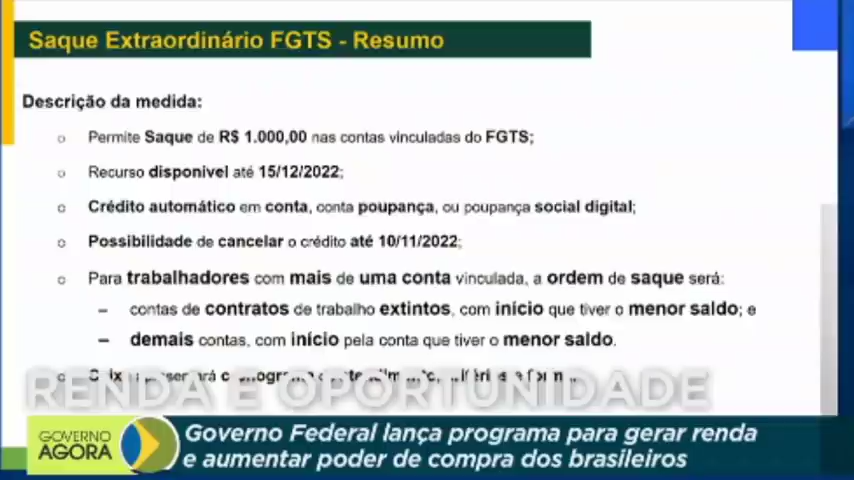 Saque Extraordinário FGTS - Resumo
Descrição da medida:
Permite Saque de R$ 1.000,00 nas contas vinculadas do FGTS;
Recurso disponivel até 15/12/2022;
Crédito automático em conta, conta poupança, ou poupança social digital;
Possibilidade de cancelar o crédito até 10/11/2022;
Para trabalhadores com mais de uma conta vinculada, a ordem de saque será:
– contas de contratos de trabalho extintos, com início que tiver o menor saldo; e
– demais contas, com início pela conta que tiver o menor saldo.
RENDA E OPORTUNIDADE
GOVERNO
AGORA
Governo Federal lança programa para gerar renda
e aumentar poder de compra dos brasileiros